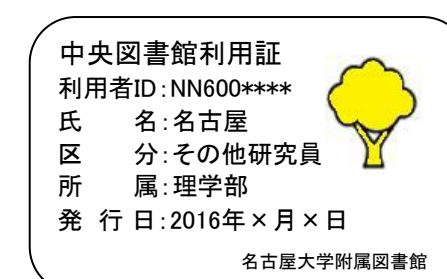 中央図書館利用証
利用者ID:NN600****
氏　　名:名古屋
区　　分:その他研究員
所　　属:理学部
発 行 日:2016年×月×日
名古屋大学附属図書館